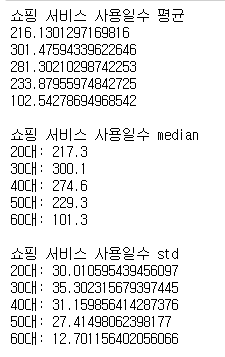 쇼핑 서비스 사용일수 평균
216.1301297169816
301.47594339622646
281.30210298742253
233.87955974842725
102.54278694968542
쇼핑 서비스 사용일수 median
20대: 217.3
30대: 300.1
40대: 274.6
50대: 229.3
60대: 101.3
쇼핑 서비스 사용일수 std
20대: 30.010595439456097
30대: 35.302315679397445
40대: 31.159856414287376
50대: 27.41498062398177
60대: 12.701156402056066